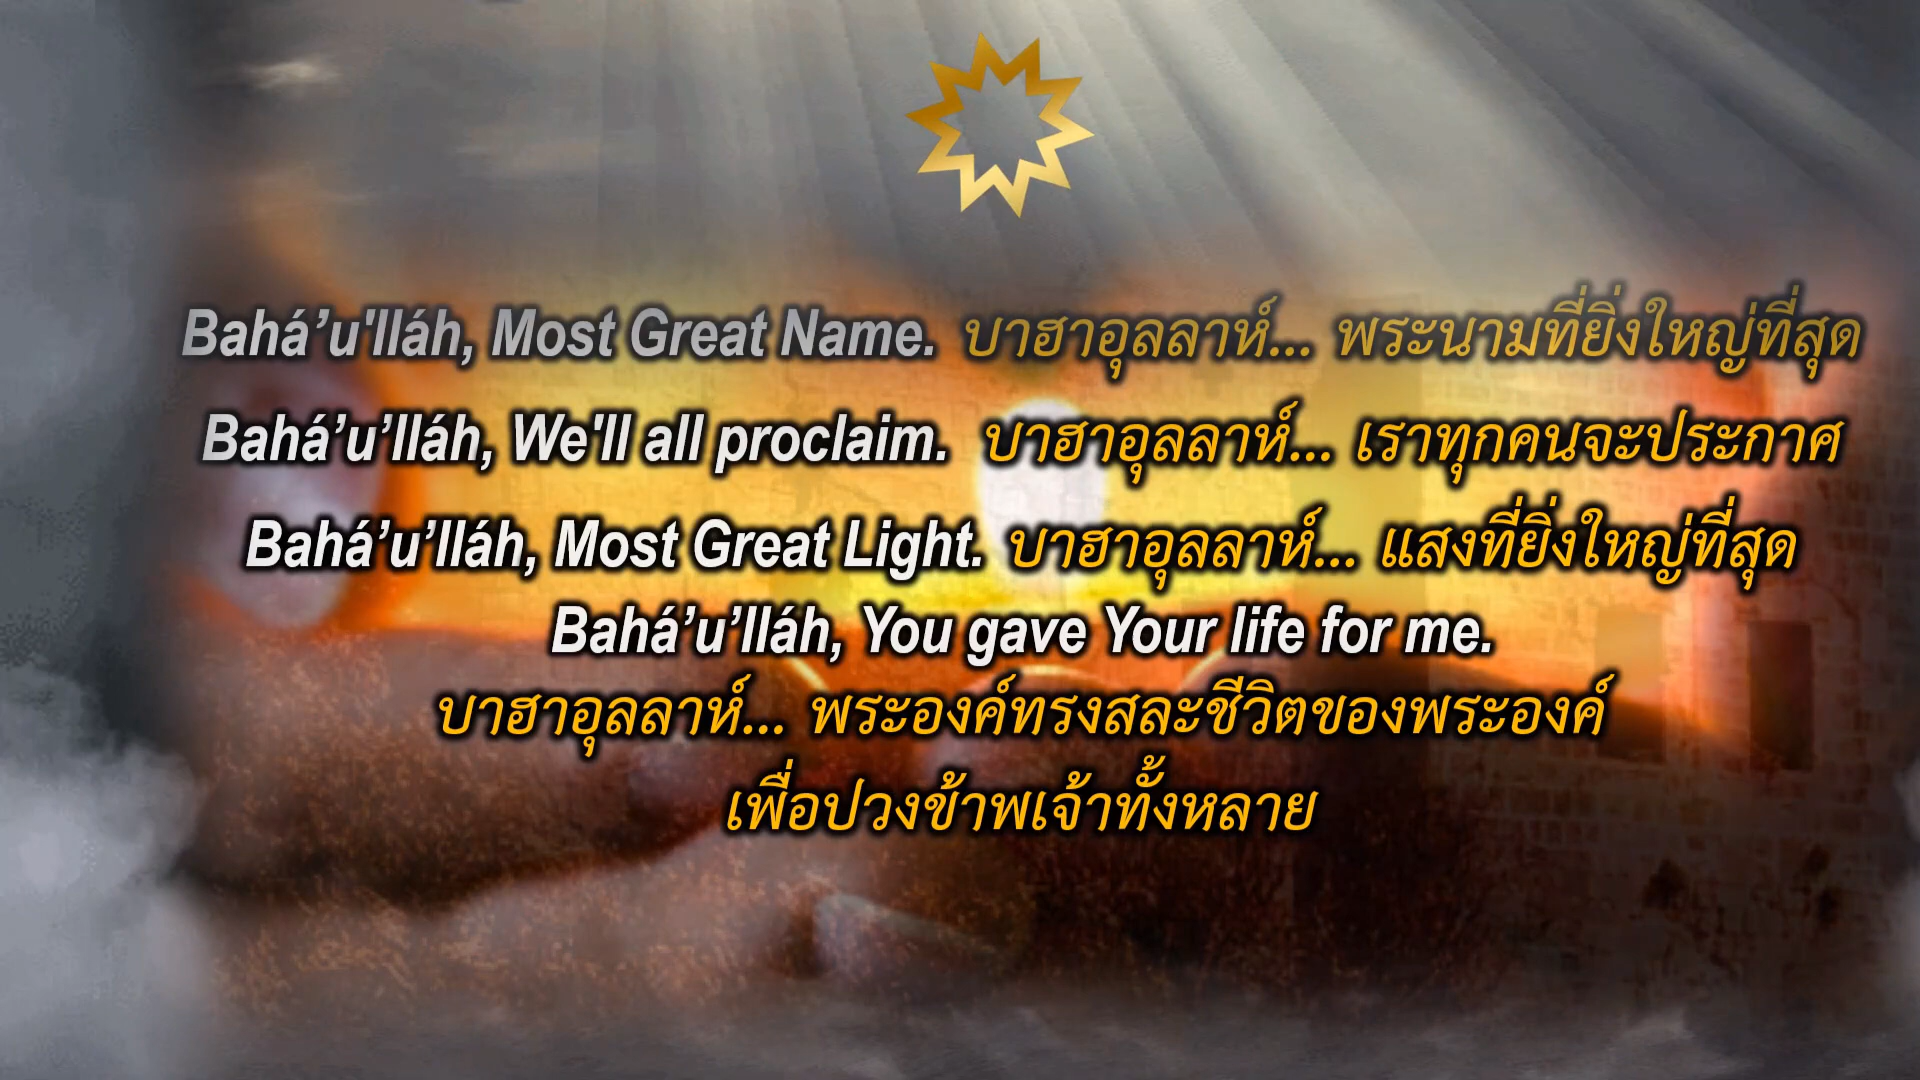 Bahá’u'lláh, Most Great Name. บาฮาอุลลาห์... พระนามที่ยิ่งใหญ่ที่สุด
Bahá’u’lláh, We'll all proclaim. บาฮาอุลลาห์... เราทุกคนจะประกาศ
Bahá’u’lláh, Most Great Light. บาฮาอุลลาห์... แสงที่ยิ่งใหญ่ที่สุด
Bahá’u’lláh, You gave Your life for me.
บาฮาอุลลาห์... พระองค์ทรงสละชีวิตของพระองค์
เพื่อปวงข้าพเจ้าทั้งหลาย